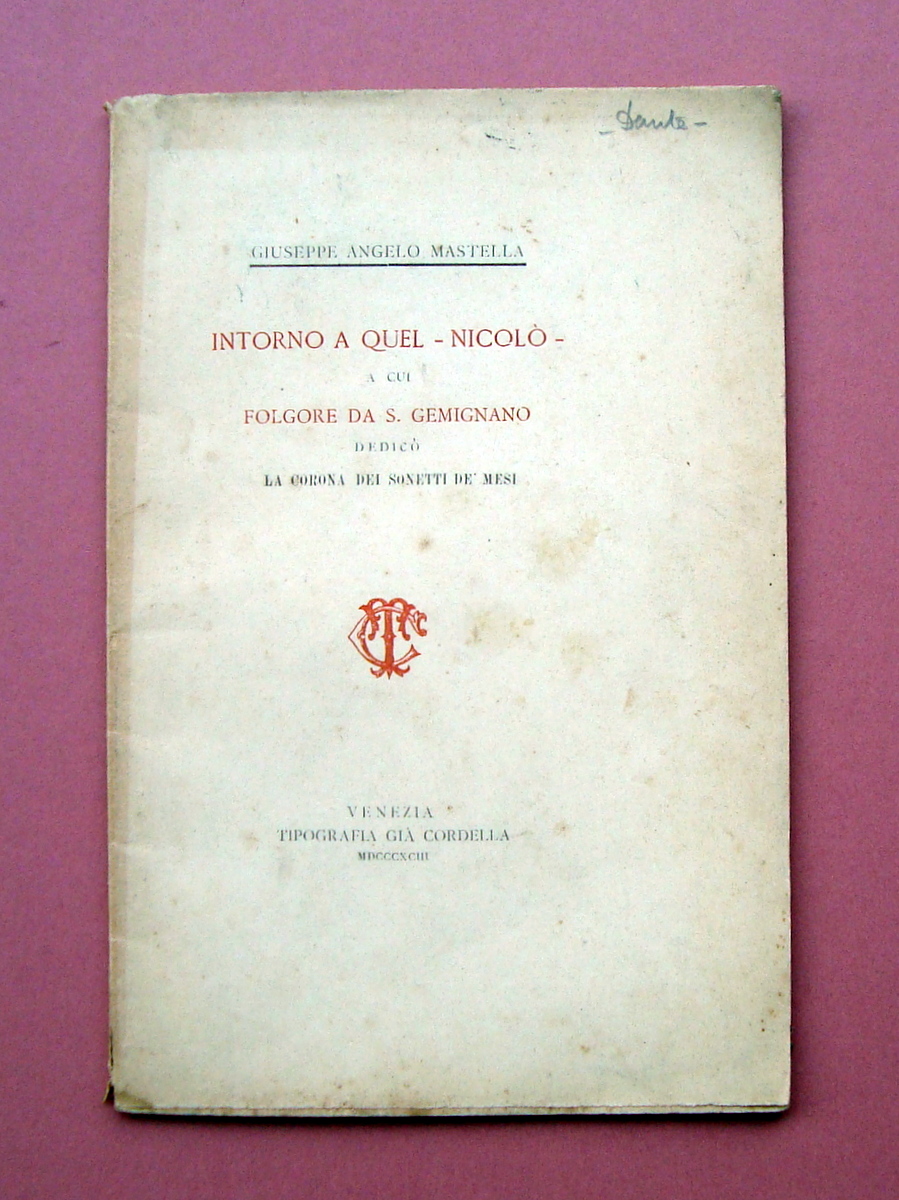 - Dante -
GIUSEPPE ANGELO MASTELLA
INTORNO A QUEL - NICOLÒ -
A CUI
FOLGORE DA S. GEMIGNANO
DEDICÒ
LA CORONA DEI SONETTI DE' MESI
VENEZIA
TIPOGRAFIA GIÀ CORDELLA
MDCCCXCIII